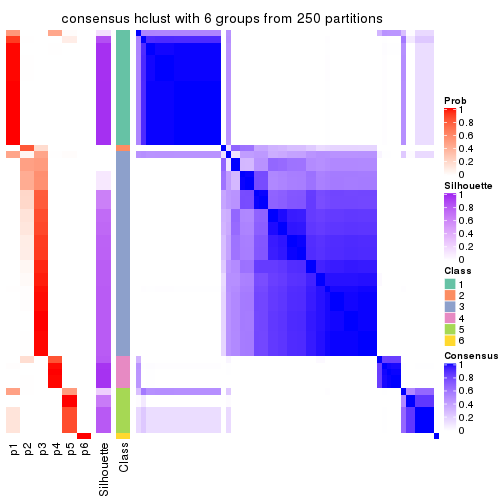 consensus hclust with 6 groups from 250 partitions
Prob
1
0.8
0.6
0.4
0.2
0
Silhouette
1
0.8
0.6
0.4
0.2
0
Class
1
2
3
4
5
6
Consensus
1
0.8
0.6
0.4
0.2
0
p1
p2
p3
p4
p5
p6
Silhouette
Class